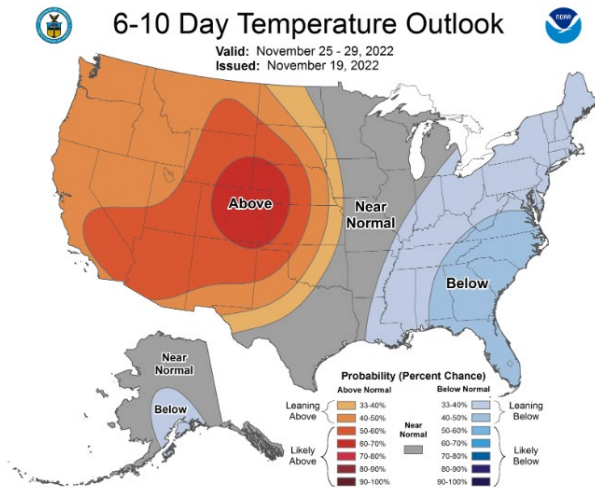 6-10 Day Temperature Outlook
noaa
Valid: November 25 - 29, 2022
Issued: November 19, 2022
Above
Near
Normal
Below
Near
Normal
Below
Probability (Percent Chance)
Above Normal
Below Normal
Leaning
Above
33-40%
40-50%
50-60%
60-70%
70-80%
80-90%
90-100%
Likely
Above
Near
Normal
33-40%
40-50%
50-60%
60-70%
70-80%
80-90%
90-100%
Leaning
Below
Likely
Below